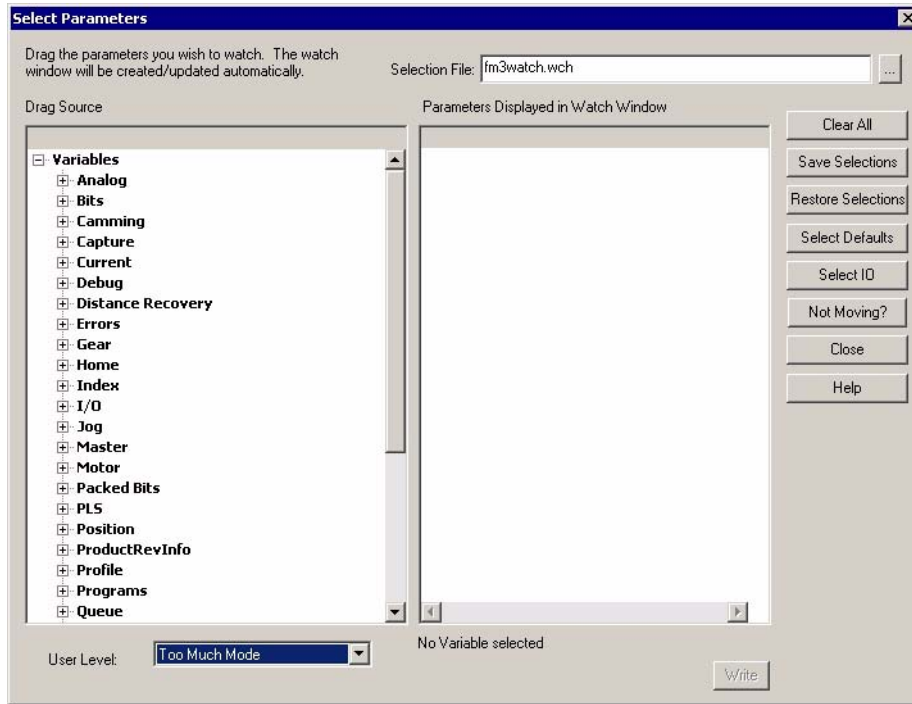 Select Parameters
Drag the parameters you wish to watch. The watch
window will be created/updated automatically.
Selection File:
fm3watch.wch
...
Drag Source
Parameters Displayed in Watch Window
Variables
Analog
Bits
Camming
Capture
Current
Debug
Distance Recovery
Errors
Gear
Home
Index
I/O
Jog
Master
Motor
Packed Bits
PLS
Position
ProductRevInfo
Profile
Programs
Queue
Clear All
Save Selections
Restore Selections
Select Defaults
Select IO
Not Moving?
Close
Help
User Level:
Too Much Mode
No Variable selected
Write